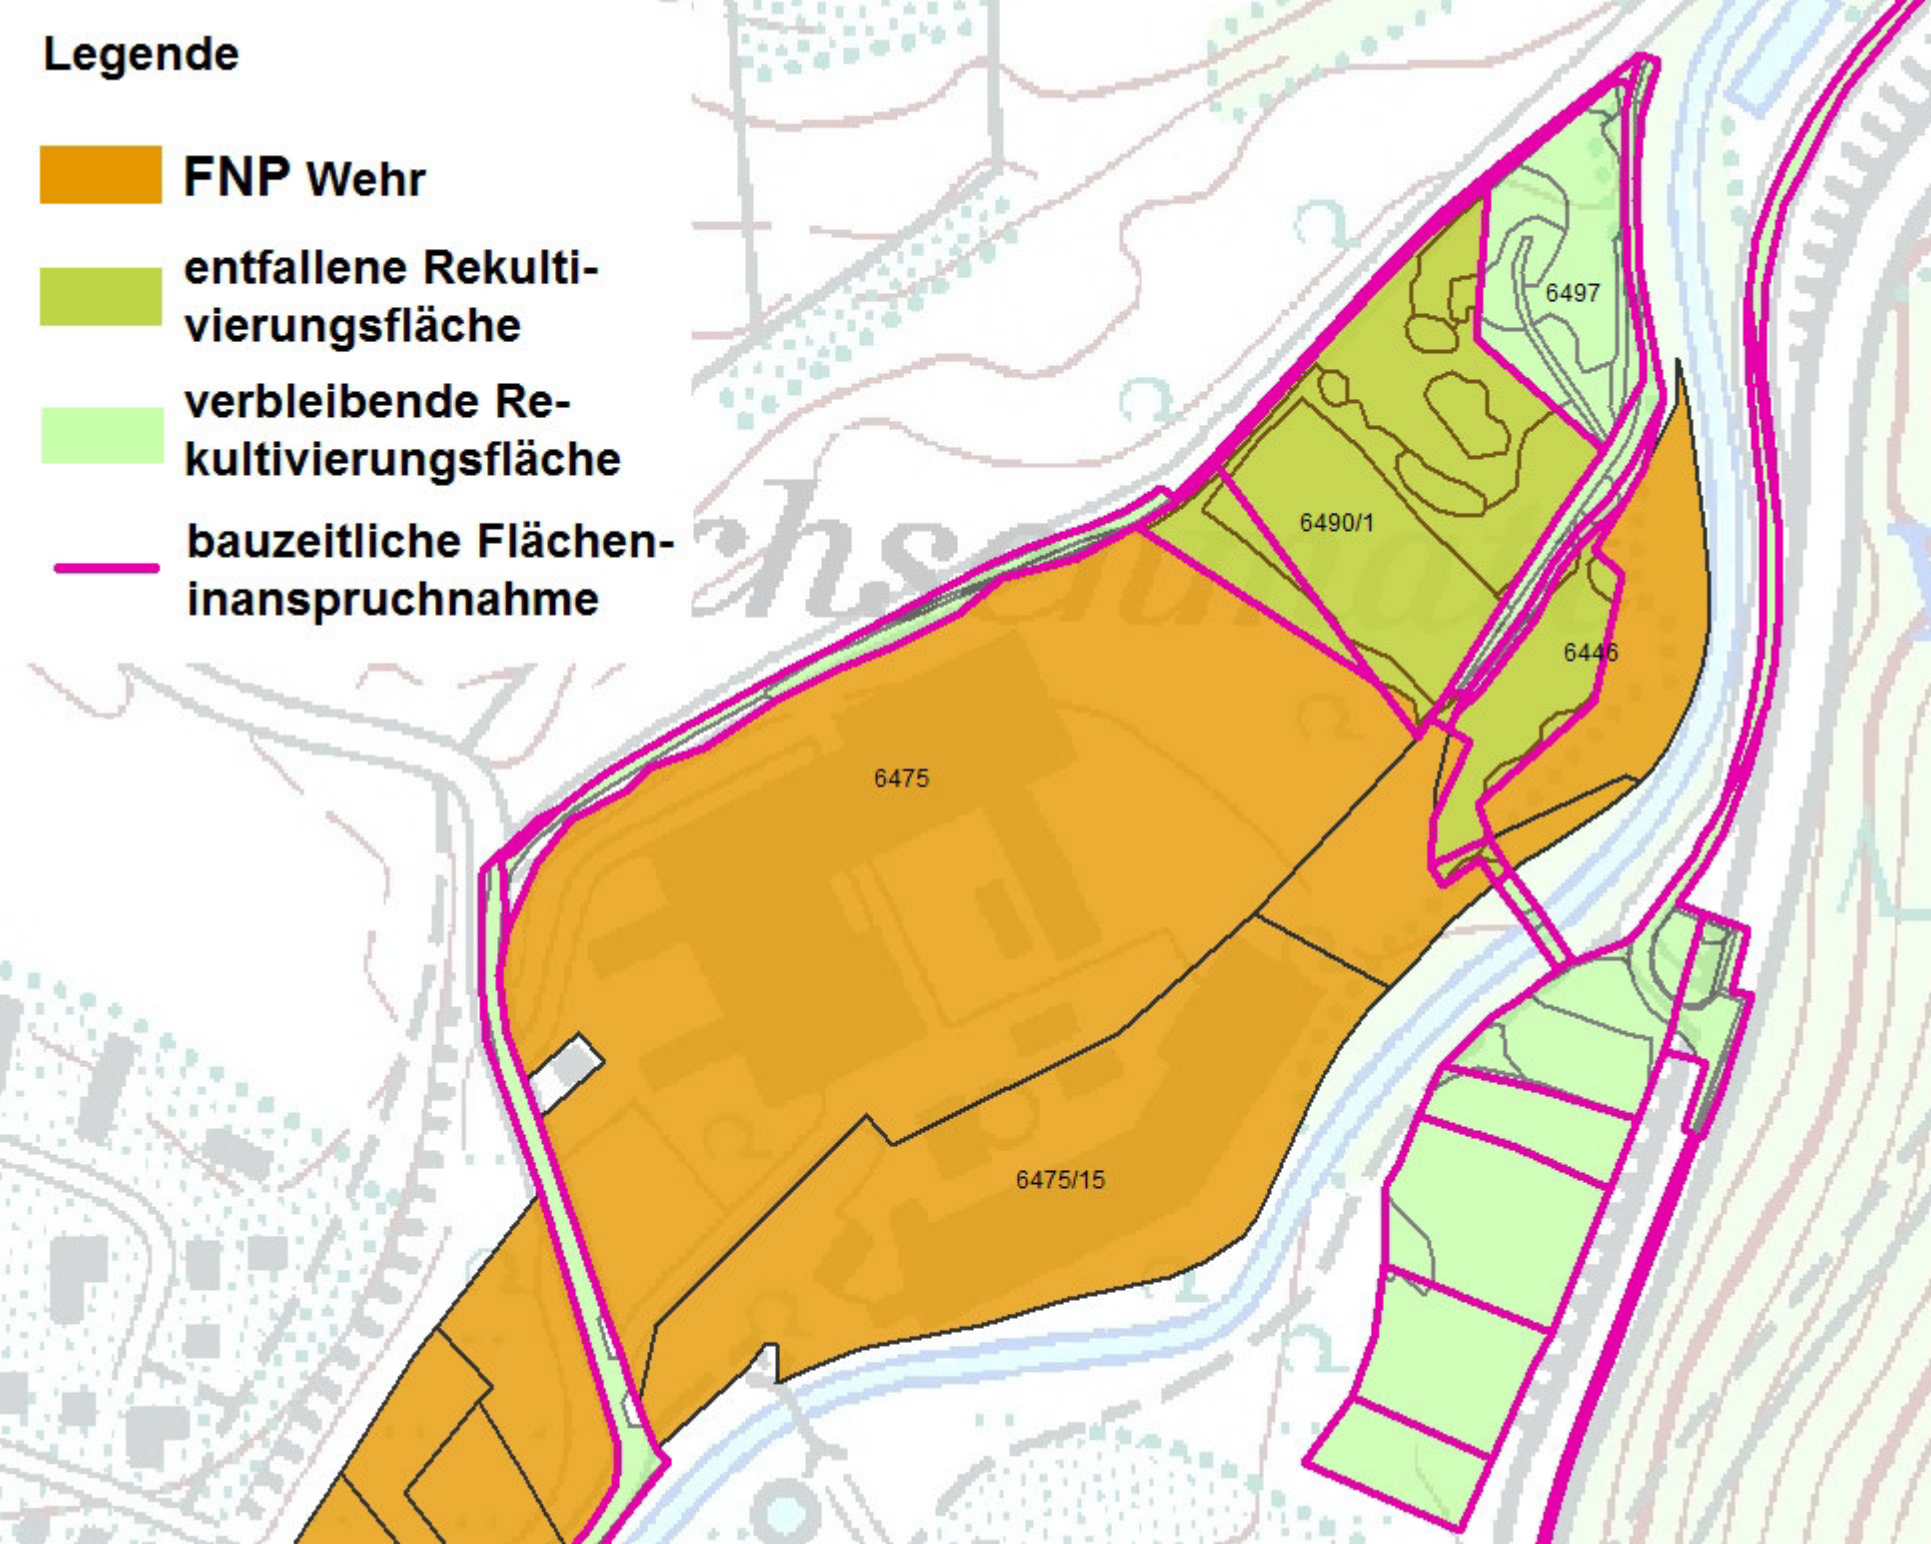 Legende
FNP Wehr
entfallene Rekulti-
vierungsfläche
verbleibende Re-
kultivierungsfläche
bauzeitliche Flächen-
inanspruchnahme
6497
6490/1
6446
6475
6475/15